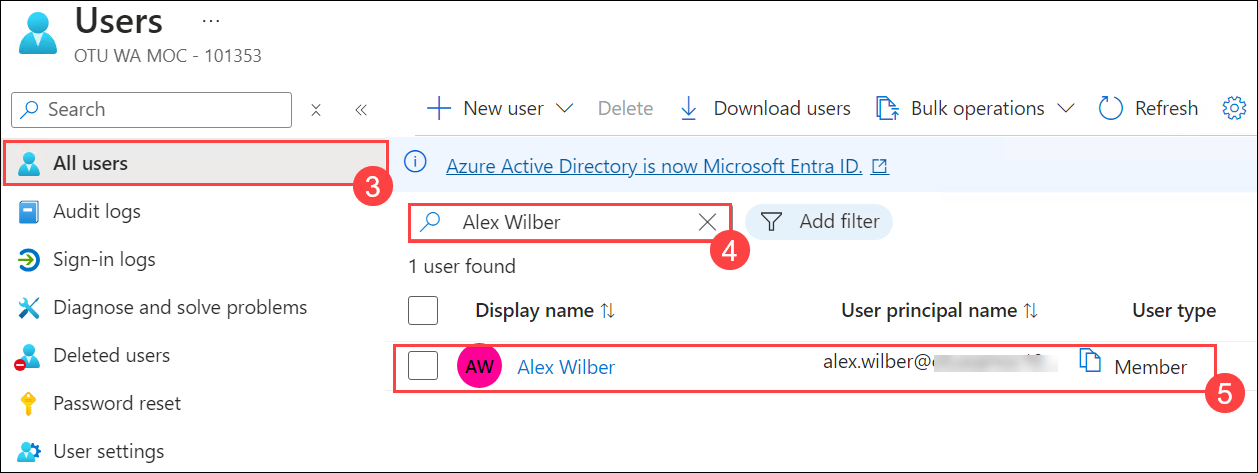 Users ...
OTU WA MOC - 101353
Search
New user
Delete
Download users
Bulk operations
Refresh
All users
3
Audit logs
Sign-in logs
Diagnose and solve problems
Deleted users
Password reset
User settings
Azure Active Directory is now Microsoft Entra ID.
Alex Wilber
4
Add filter
1 user found
Display name
User principal name
User type
AW
Alex Wilber
alex.wilber@
Member
5